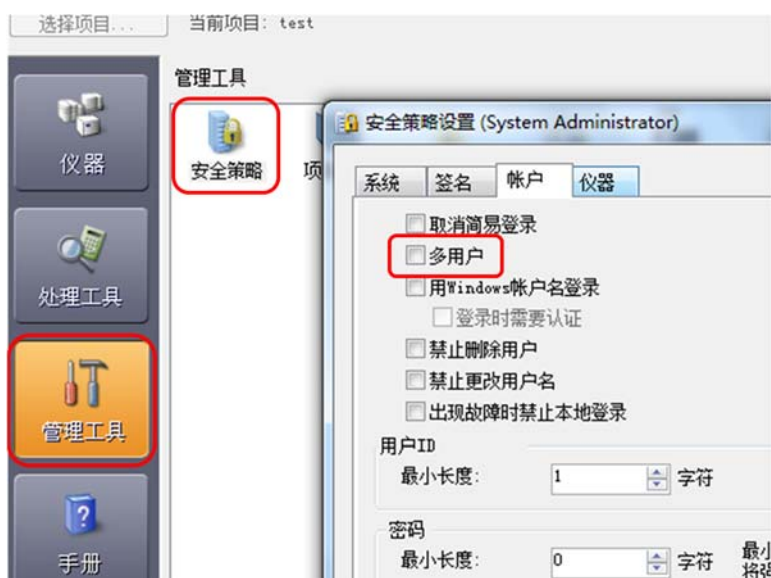 选择项目... 当前项目: test
管理工具
仪器
安全策略
项
处理工具
管理工具
手册
安全策略设置 (System Administrator)
系统 签名 帐户 仪器
取消简易登录
多用户
用Windows帐户名登录
登录时需要认证
禁止删除用户
禁止更改用户名
出现故障时禁止本地登录
用户ID
最小长度: 1 字符
密码
最小长度: 0 字符 最小